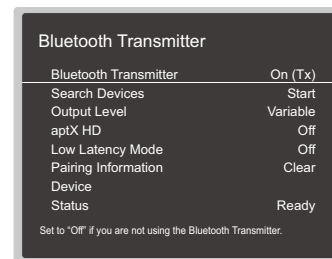 Bluetooth Transmitter
Bluetooth Transmitter On (Tx)
Search Devices Start
Output Level Variable
aptX HD Off
Low Latency Mode Off
Pairing Information Clear
Device
Status Ready
Set to “Off” if you are not using the Bluetooth Transmitter.